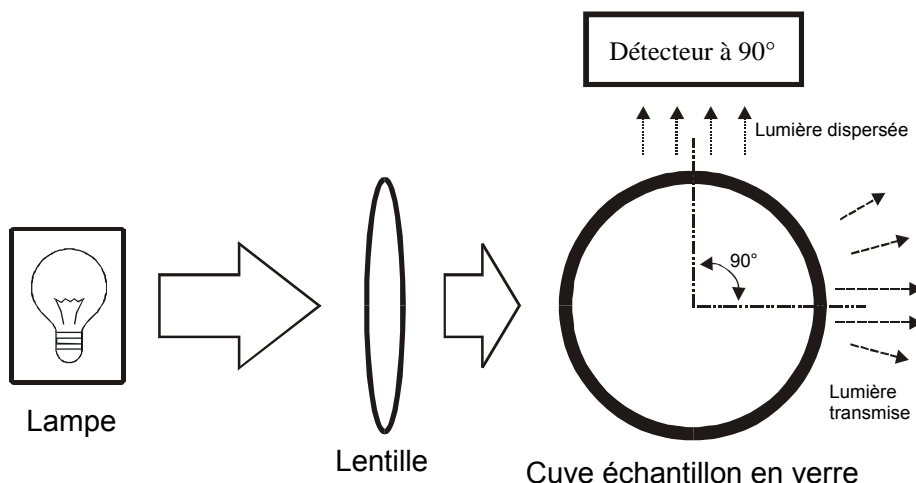 Détecteur à 90°
Lumière dispersée
90°
Lampe
Lentille
Lumière
transmise
Cuve échantillon en verre